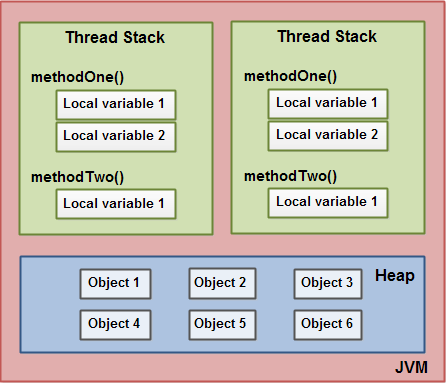 Thread Stack
methodOne()
Local variable 1
Local variable 2
methodTwo()
Local variable 1
Thread Stack
methodOne()
Local variable 1
Local variable 2
methodTwo()
Local variable 1
Heap
Object 1 Object 2 Object 3
Object 4 Object 5 Object 6
JVM